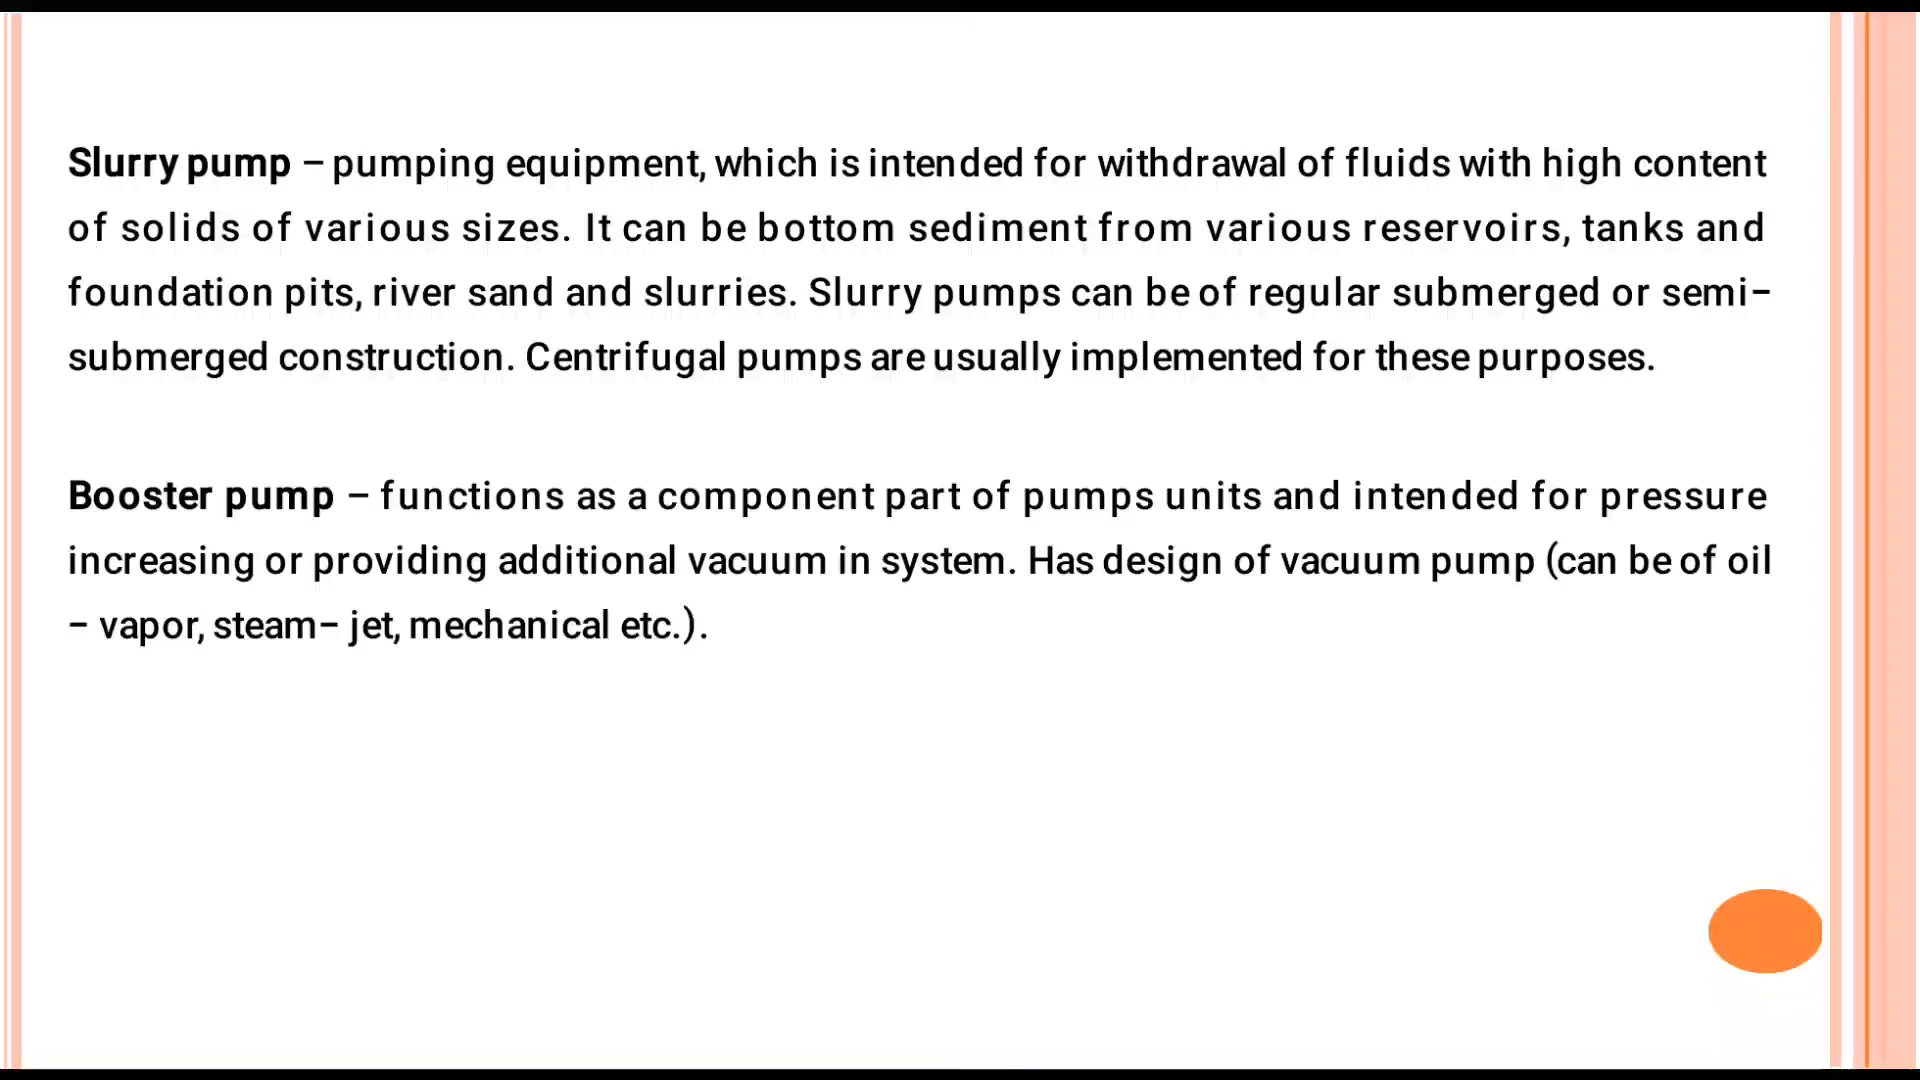 Slurry pump – pumping equipment, which is intended for withdrawal of fluids with high content
of solids of various sizes. It can be bottom sediment from various reservoirs, tanks and
foundation pits, river sand and slurries. Slurry pumps can be of regular submerged or semi–
submerged construction. Centrifugal pumps are usually implemented for these purposes.
Booster pump – functions as a component part of pumps units and intended for pressure
increasing or providing additional vacuum in system. Has design of vacuum pump (can be of oil
– vapor, steam– jet, mechanical etc.).